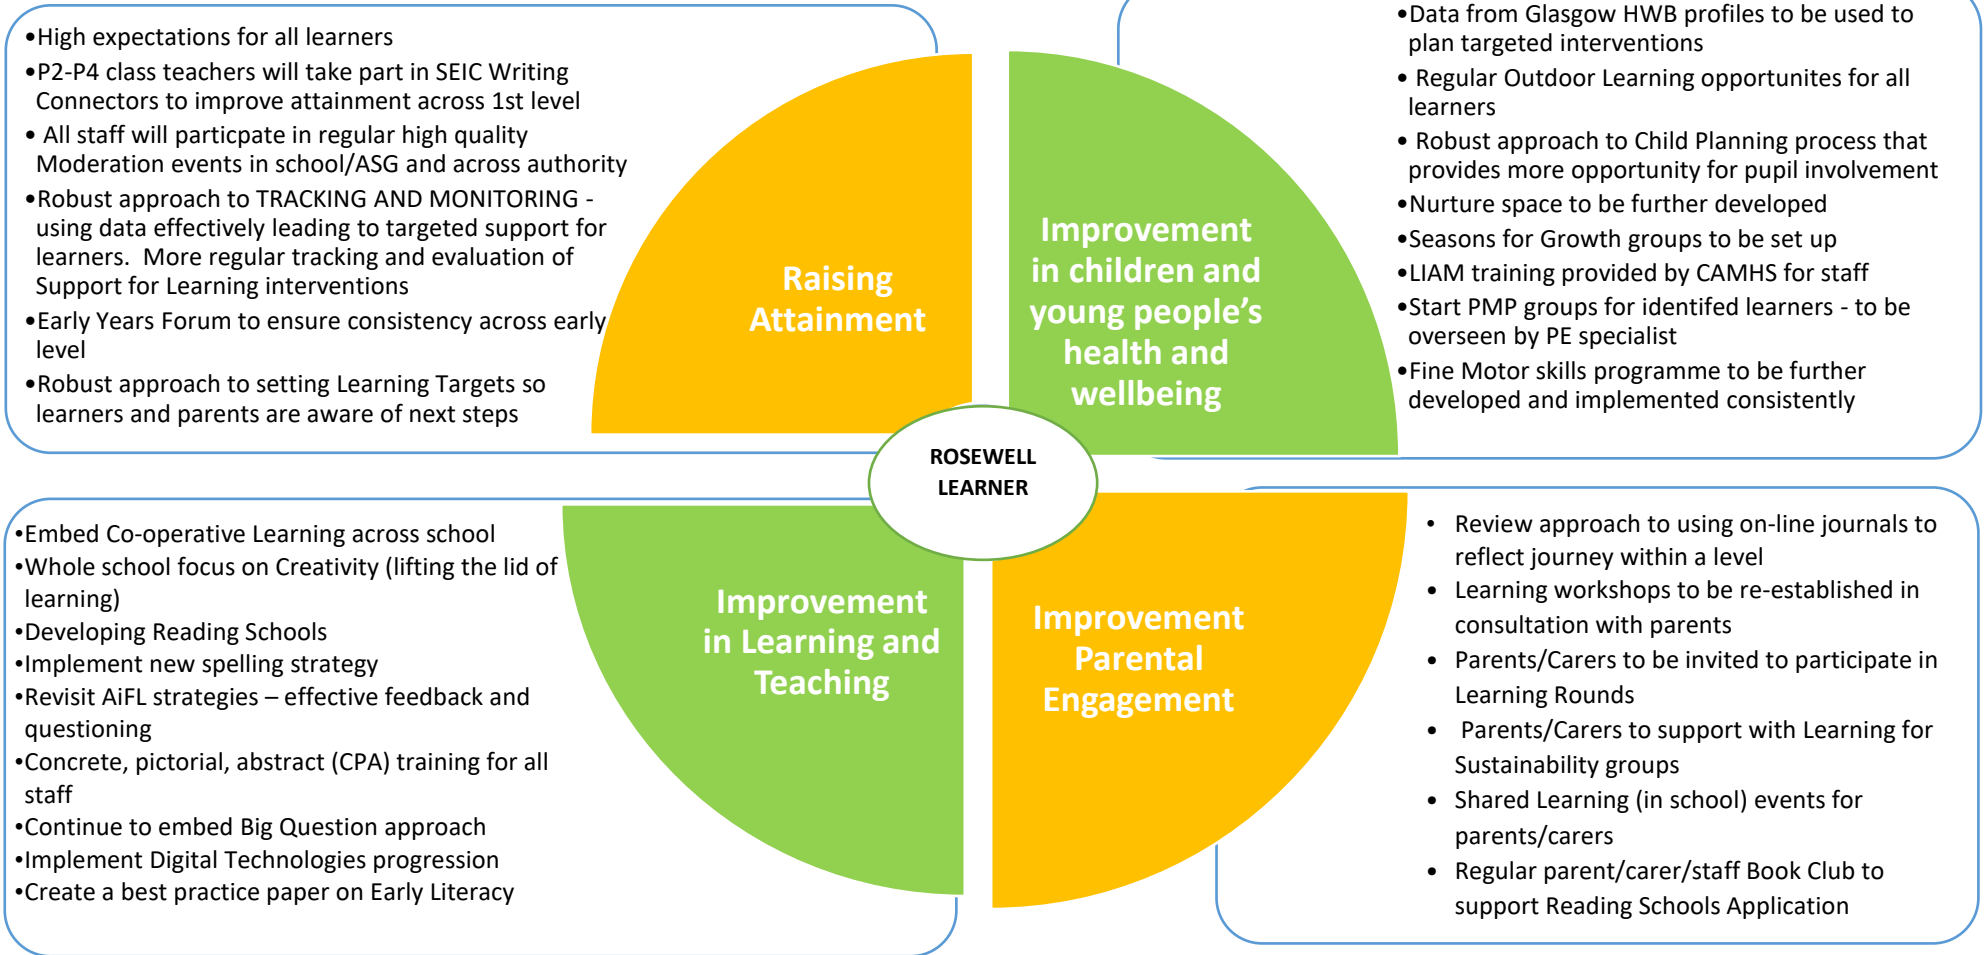 •High expectations for all learners
•P2-P4 class teachers will take part in SEIC Writing
Connectors to improve attainment across 1st level
• All staff will particpate in regular high quality
Moderation events in school/ASG and across authority
•Robust approach to TRACKING AND MONITORING -
using data effectively leading to targeted support for
learners.  More regular tracking and evaluation of
Support for Learning interventions
•Early Years Forum to ensure consistency across early
level
•Robust approach to setting Learning Targets so
learners and parents are aware of next steps
Raising
Attainment
Improvement
in children and
young people’s
health and
wellbeing
•Data from Glasgow HWB profiles to be used to
plan targeted interventions
• Regular Outdoor Learning opportunites for all
learners
• Robust approach to Child Planning process that
provides more opportunity for pupil involvement
•Nurture space to be further developed
•Seasons for Growth groups to be set up
•LIAM training provided by CAMHS for staff
•Start PMP groups for identifed learners - to be
overseen by PE specialist
•Fine Motor skills programme to be further
developed and implemented consistently
ROSEWELL
LEARNER
•Embed Co-operative Learning across school
•Whole school focus on Creativity (lifting the lid of
learning)
•Developing Reading Schools
•Implement new spelling strategy
•Revisit AiFL strategies – effective feedback and
questioning
•Concrete, pictorial, abstract (CPA) training for all
staff
•Continue to embed Big Question approach
•Implement Digital Technologies progression
•Create a best practice paper on Early Literacy
Improvement
in Learning and
Teaching
Improvement
Parental
Engagement
• Review approach to using on-line journals to
reflect journey within a level
• Learning workshops to be re-established in
consultation with parents
• Parents/Carers to be invited to participate in
Learning Rounds
• Parents/Carers to support with Learning for
Sustainability groups
• Shared Learning (in school) events for
parents/carers
• Regular parent/carer/staff Book Club to
support Reading Schools Application